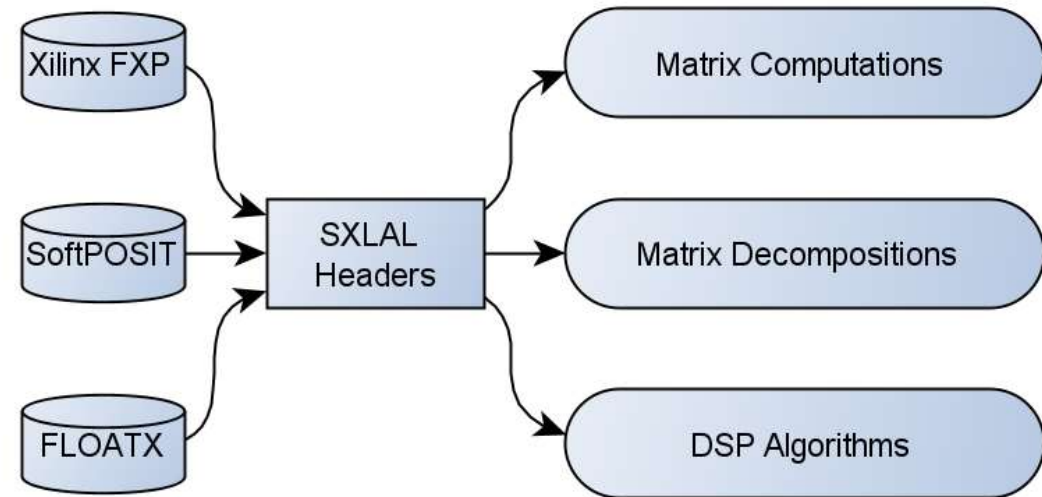 Xilinx FXP
SoftPOSIT
FLOATX
SXLAL
Headers
Matrix Computations
Matrix Decompositions
DSP Algorithms